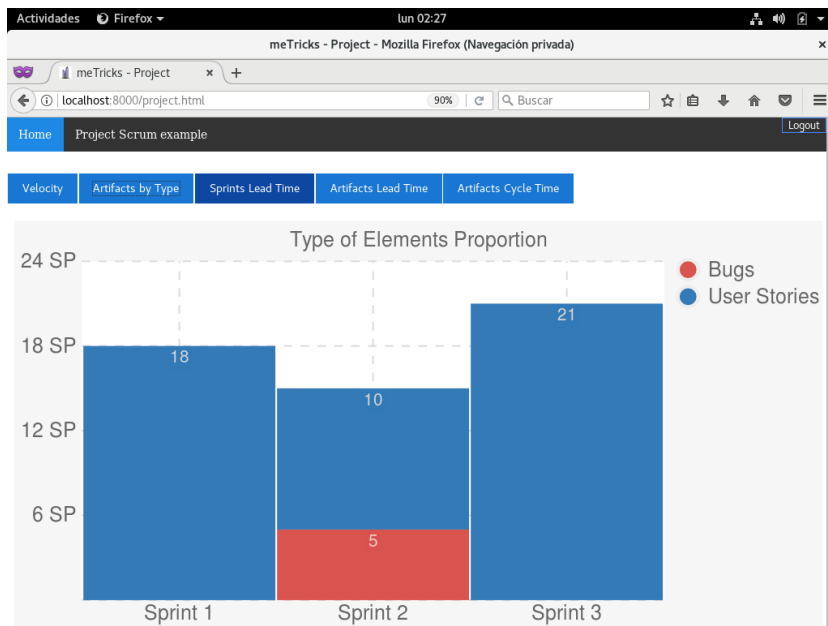 Actividades Firefox lun 02:27
meTricks - Project - Mozilla Firefox (Navegación privada) ×
meTricks - Project × +
localhost:8000/project.html 90% Buscar
Home Project Scrum example Logout
Velocity Artifacts by Type Sprints Lead Time Artifacts Lead Time Artifacts Cycle Time
Type of Elements Proportion
24 SP
Bugs
User Stories
21
18 SP
18
10
12 SP
6 SP
5
Sprint 1 Sprint 2 Sprint 3